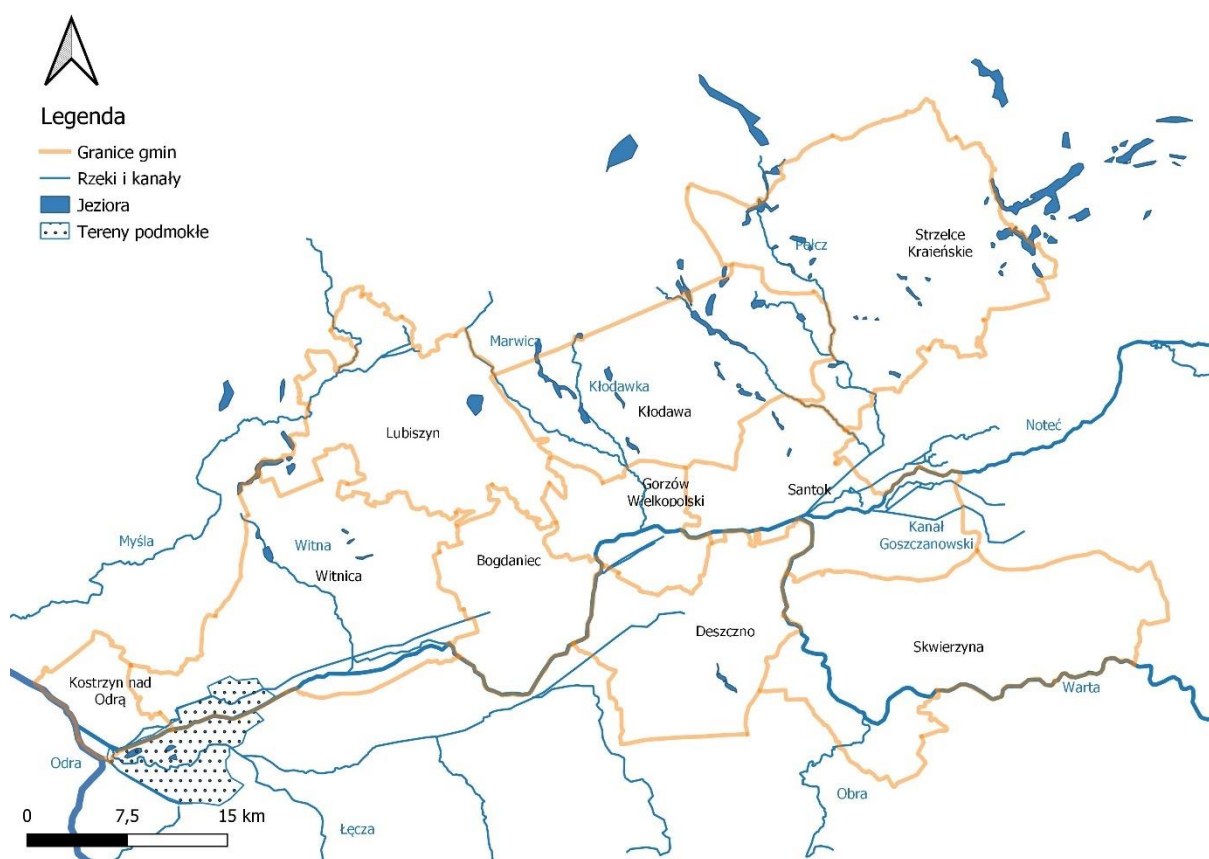 Legenda
Granice gmin
Rzeki i kanały
Jeziora
Tereny podmokłe
Strzelce
Kraieńskie
Pełcz
Marwica
Kłodawka
Kłodawa
Lubiszyn
Noteć
Gorzów
Wielkopolski
Santok
Kanał
Goszczanowski
Myśla
Witna
Witnica
Bogdaniec
Deszczno
Skwierzyna
Kostrzyn nad
Odrą
Warta
Odra
Obra
Łęcza
0
7,5
15 km